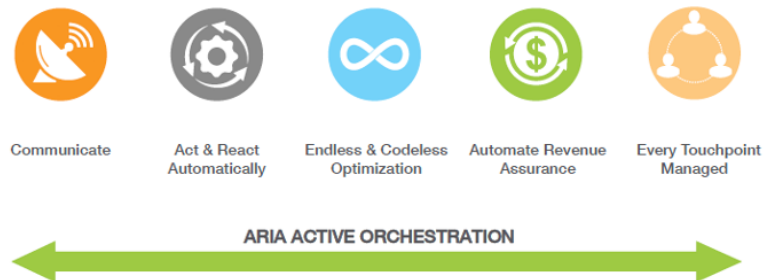 Communicate
Act & React
Automatically
Endless & Codeless
Optimization
Automate Revenue
Assurance
Every Touchpoint
Managed
ARIA ACTIVE ORCHESTRATION